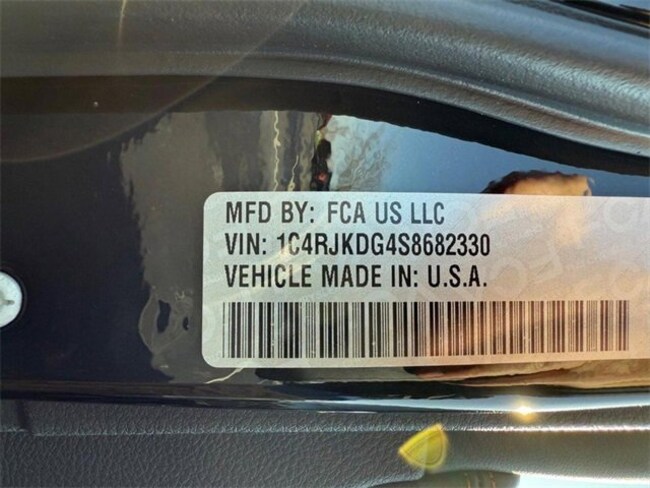 MFD BY: FCA US LLC
VIN: 1C4RJKDG4S8682330
VEHICLE MADE IN: U.S.A.